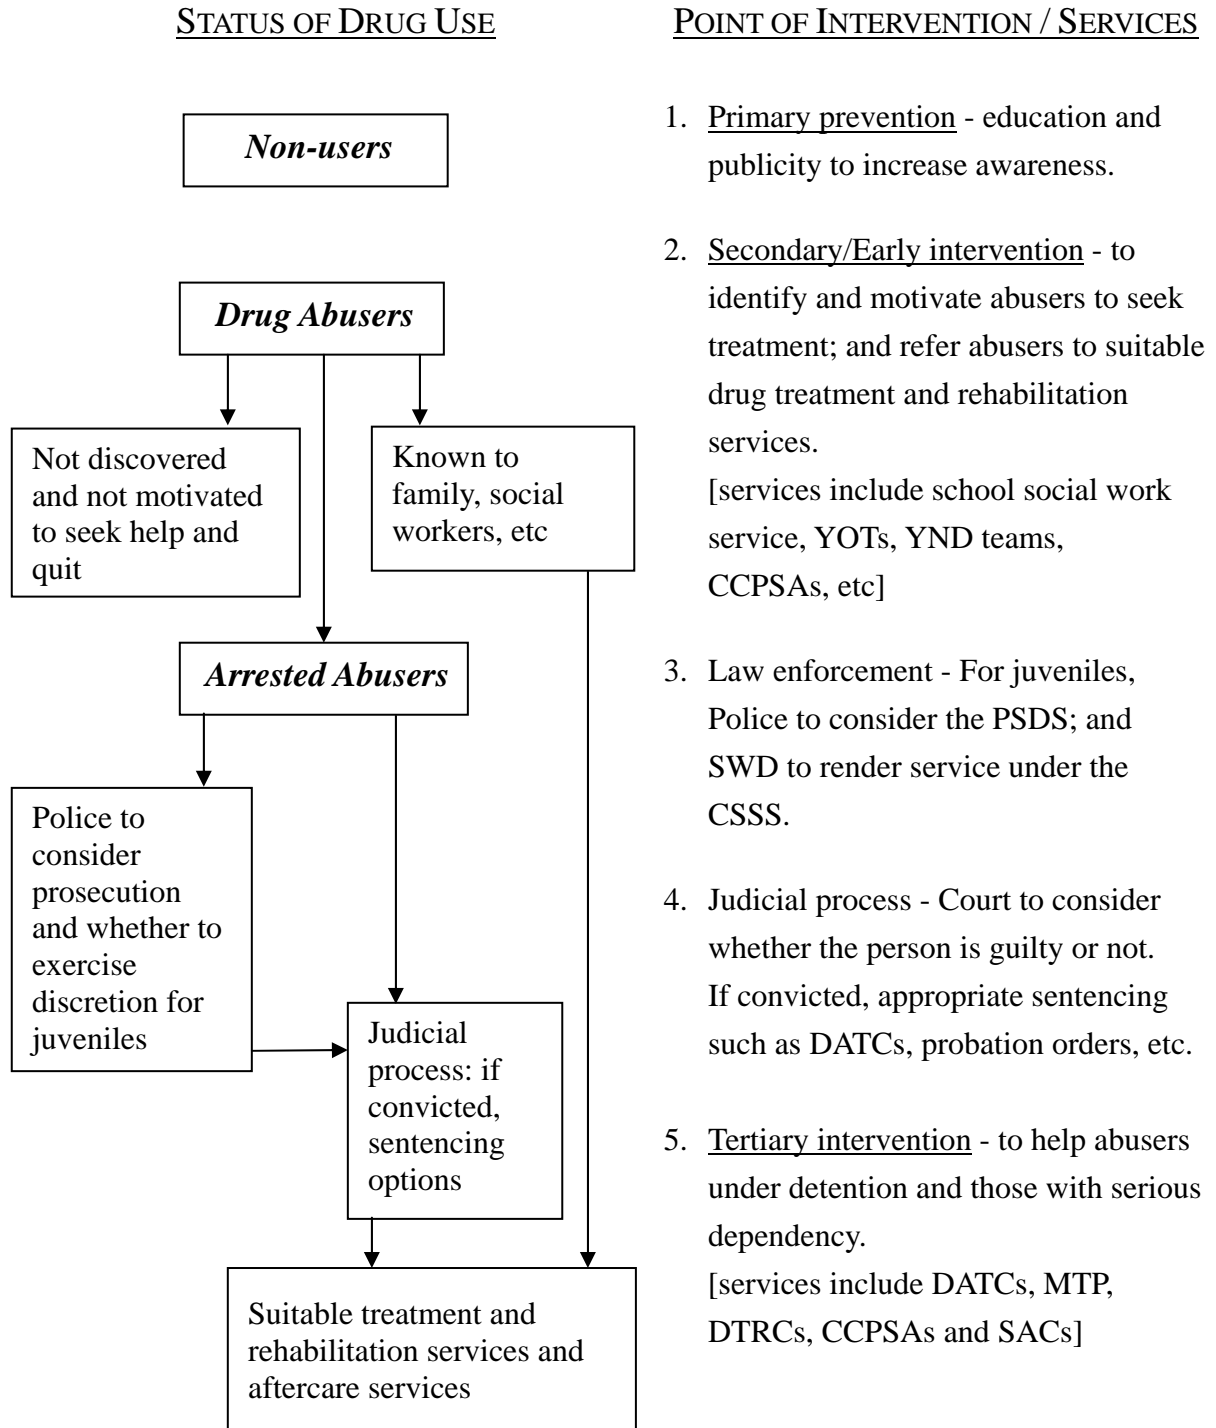 STATUS OF DRUG USE
Non-users
Drug Abusers
Not discovered
and not motivated
to seek help and
quit
Known to
family, social
workers, etc
Arrested Abusers
Police to
consider
prosecution
and whether to
exercise
discretion for
juveniles
Judicial
process: if
convicted,
sentencing
options
Suitable treatment and
rehabilitation services and
aftercare services
POINT OF INTERVENTION / SERVICES
1. Primary prevention - education and
publicity to increase awareness.
2. Secondary/Early intervention - to
identify and motivate abusers to seek
treatment; and refer abusers to suitable
drug treatment and rehabilitation
services.
[services include school social work
service, YOTs, YND teams,
CCPSAs, etc]
3. Law enforcement - For juveniles,
Police to consider the PSDS; and
SWD to render service under the
CSSS.
4. Judicial process - Court to consider
whether the person is guilty or not.
If convicted, appropriate sentencing
such as DATCs, probation orders, etc.
5. Tertiary intervention - to help abusers
under detention and those with serious
dependency.
[services include DATCs, MTP,
DTRCs, CCPSAs and SACs]